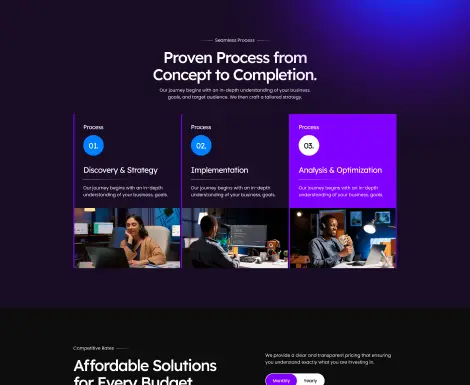 Seamless Process
Proven Process from
Concept to Completion.
Our journey begins with an in-depth understanding of your business,
goals, and target audience. We then craft a tailored strategy.
Process
01.
Discovery & Strategy
Our journey begins with an in-depth
understanding of your business, goals.
Process
02.
Implementation
Our journey begins with an in-depth
understanding of your business, goals.
Process
03.
Analysis & Optimization
Our journey begins with an in-depth
understanding of your business, goals.
Competitive Rates
Affordable Solutions
for Every Budget
We provide a clear and transparent pricing that ensuring
you understand exactly what you are investing in.
Monthly
Yearly